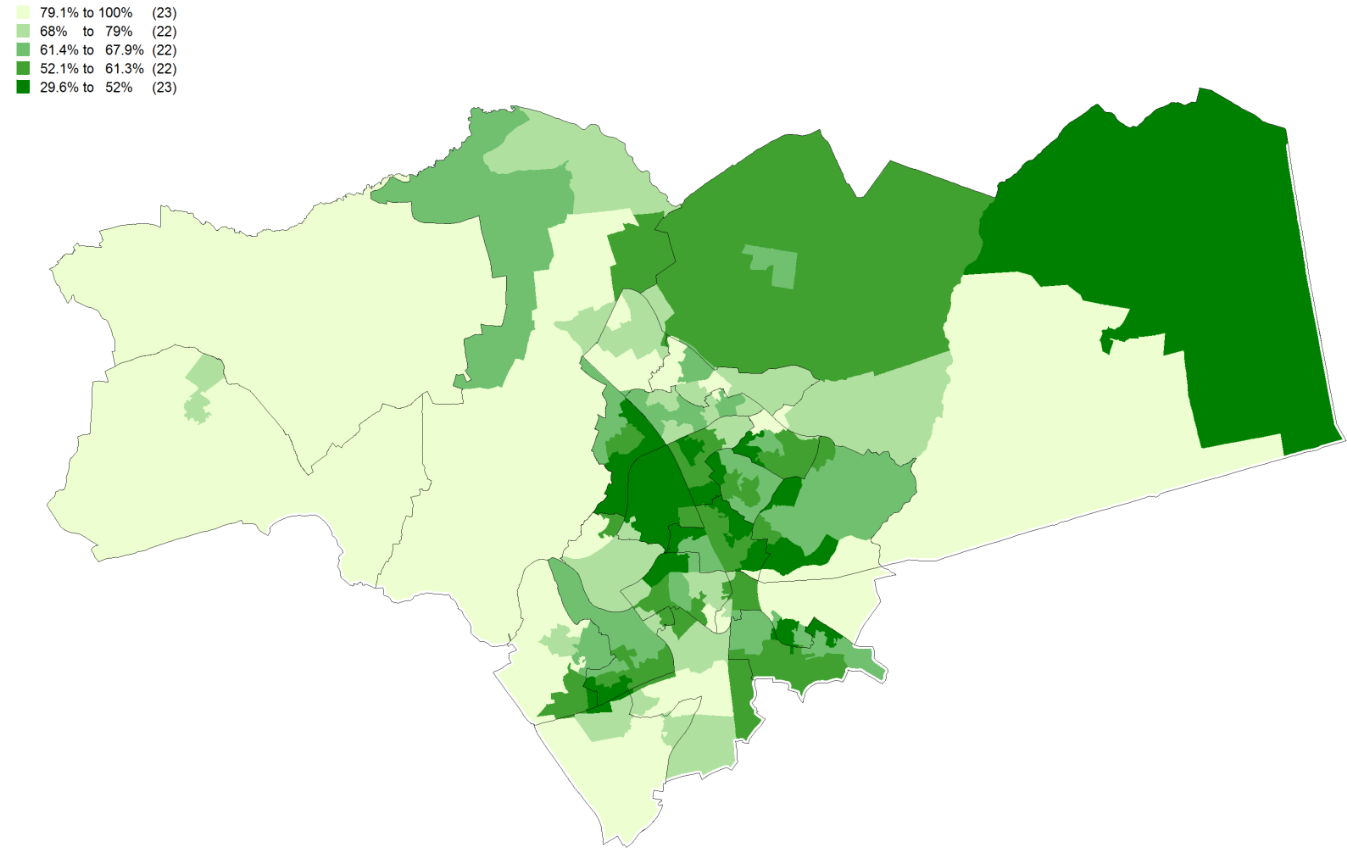 79.1% to 100% (23)
68% to 79% (22)
61.4% to 67.9% (22)
52.1% to 61.3% (22)
29.6% to 52% (23)